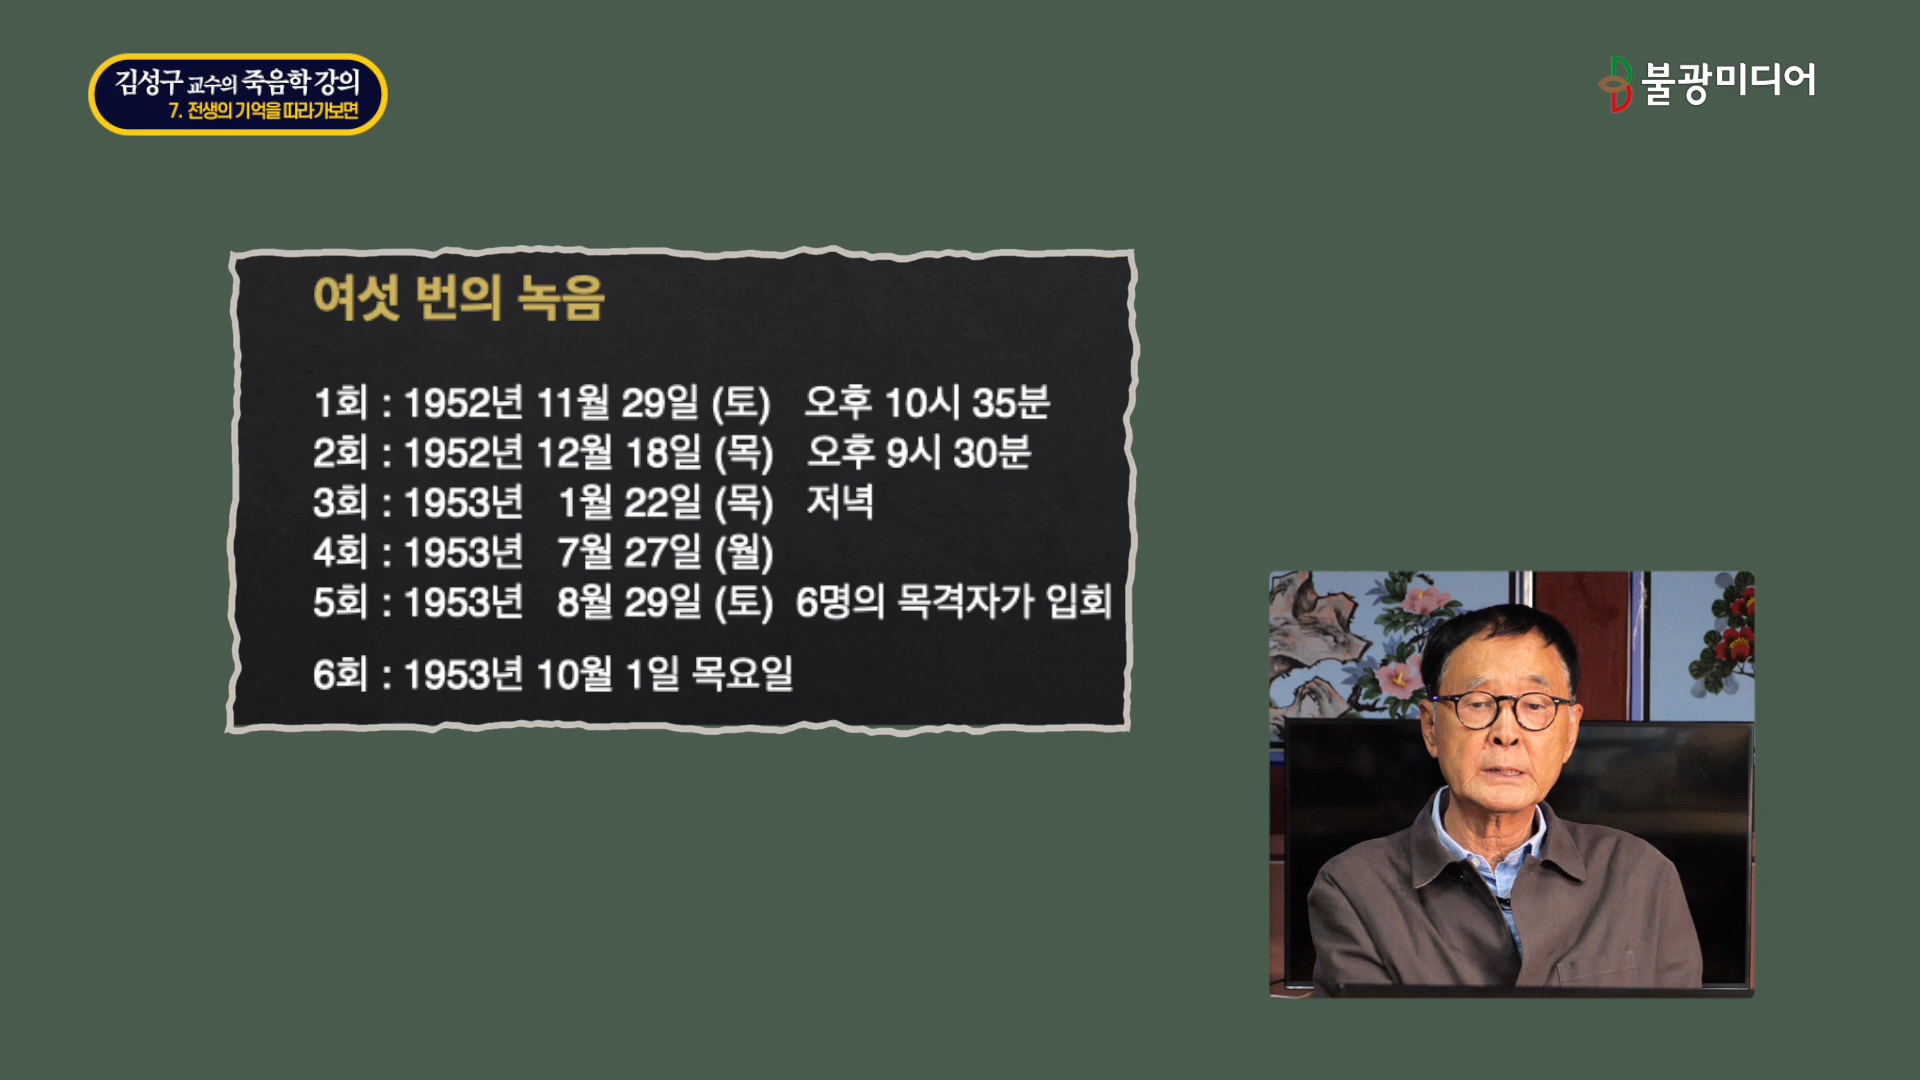 김성구 교수의 죽음학 강의
7. 전생의 기억을 따라가보면
불광미디어
여섯 번의 녹음
1회 : 1952년 11월 29일 (토) 오후 10시 35분
2회 : 1952년 12월 18일 (목) 오후 9시 30분
3회 : 1953년 1월 22일 (목) 저녁
4회 : 1953년 7월 27일 (월)
5회 : 1953년 8월 29일 (토) 6명의 목격자가 입회
6회 : 1953년 10월 1일 목요일